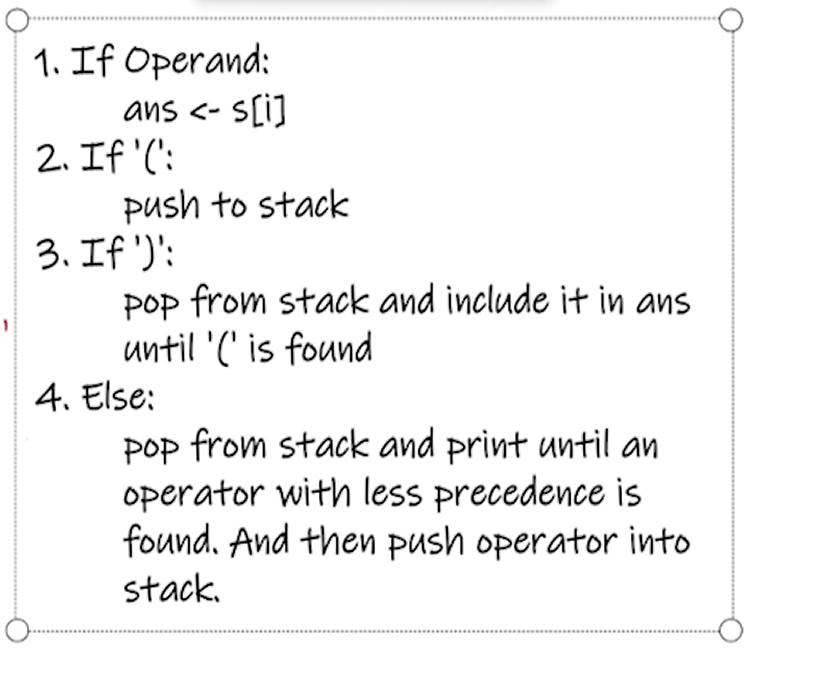 1. If Operand:
ans <- s[i]
2. If '(':
push to stack
3. If ')':
pop from stack and include it in ans
until '(' is found
4. Else:
pop from stack and print until an
operator with less precedence is
found. And then push operator into
stack.